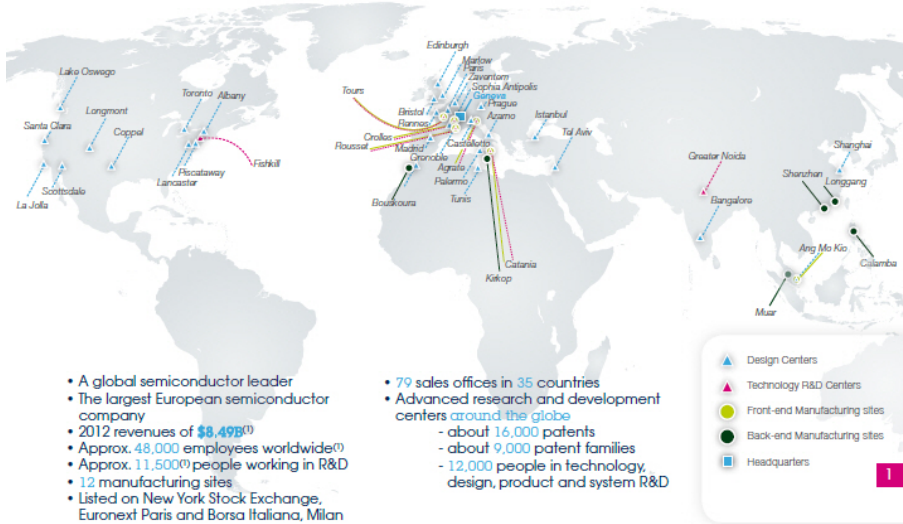 Edinburgh
Marlow
Paris
Zaventem
Sophia Antipolis
Geneva
Prague
Azarno
Istanbul
Tel Aviv
Lake Oswego
Longmont
Toronto
Albany
Santa Clara
Coppel
Tours
Bristol
Rennes
Crolles
Rousset
Madrid
Castelletto
Grenoble
Agrate
Palermo
Tunis
Bouskoura
Catania
Kirkop
Fishkill
Piscataway
Lancaster
Scottsdale
La Jolla
Greater Noida
Bangalore
Shanghai
Shenzhen
Longgang
Ang Mo Kio
Calamba
Muar
• A global semiconductor leader
• The largest European semiconductor
company
• 2012 revenues of $8.49B(1)
• Approx. 48,000 employees worldwide(1)
• Approx. 11,500(1) people working in R&D
• 12 manufacturing sites
• Listed on New York Stock Exchange,
Euronext Paris and Borsa Italiana, Milan
• 79 sales offices in 35 countries
• Advanced research and development
centers around the globe
- about 16,000 patents
- about 9,000 patent families
- 12,000 people in technology,
design, product and system R&D
Design Centers
Technology R&D Centers
Front-end Manufacturing sites
Back-end Manufacturing sites
Headquarters
1